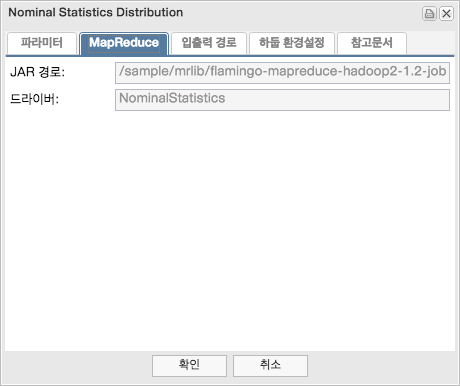 Nominal Statistics Distribution
파라미터 MapReduce 입출력 경로 하둡 환경설정 참고문서
JAR 경로: /sample/mrlib/flamingo-mapreduce-hadoop2-1.2-job
드라이버: NominalStatistics
확인 취소